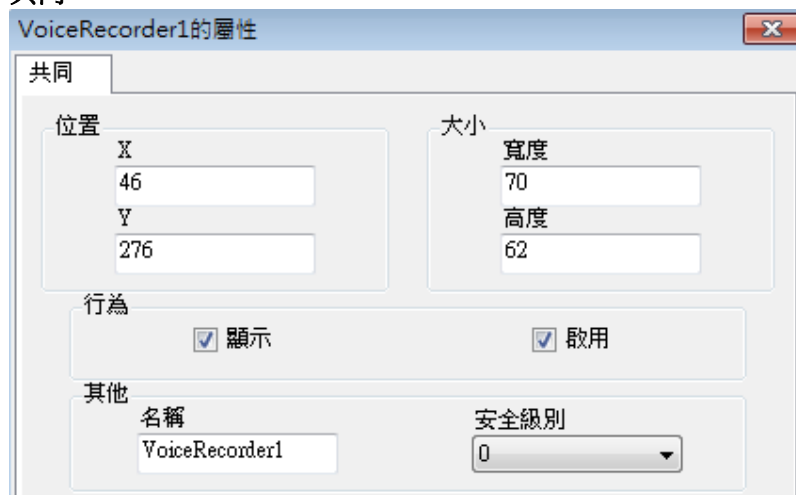 VoiceRecorder1的屬性
共同
位置
X
46
Y
276
大小
寬度
70
高度
62
行為
顯示
啟用
其他
名稱
VoiceRecorder1
安全級別
0